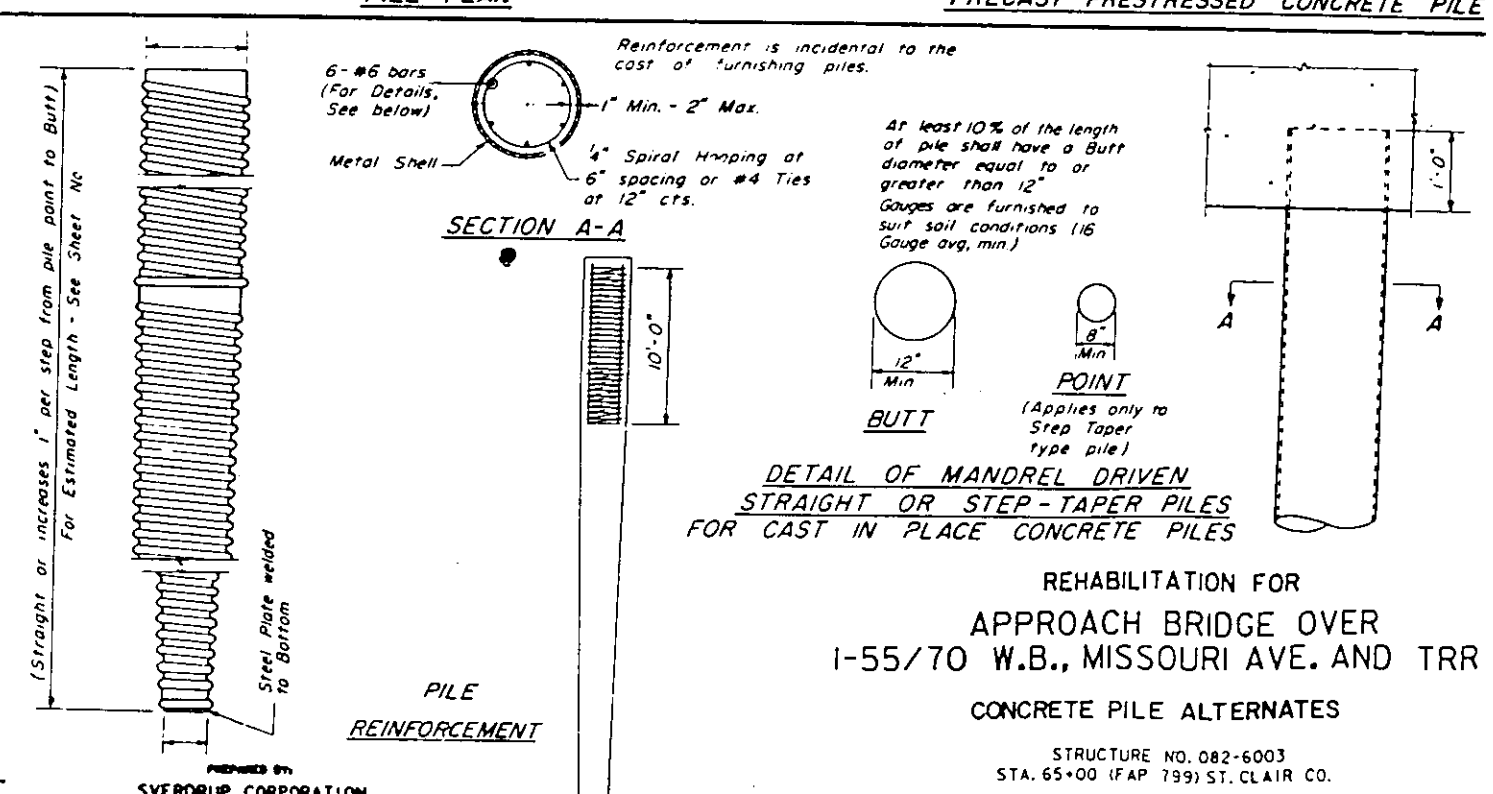 PILE PLAN
PRECAST PRESTRESSED CONCRETE PILE
(Straight or increases 1" per step from pile point to Butt)
For Estimated Length - See Sheet No
Steel Plate welded
to Bottom
6-#6 bars
(For Details,
See below)
Metal Shell
Reinforcement is incidental to the
cost of furnishing piles.
1" Min. - 2" Max.
1/4" Spiral Hooping at
6" spacing or #4 Ties
at 12" cts.
SECTION A-A
10'-0"
PILE
REINFORCEMENT
At least 10% of the length
of pile shall have a Butt
diameter equal to or
greater than 12"
Gauges are furnished to
suit soil conditions (16
Gauge avg, min.)
12"
Min
BUTT
8"
Min
POINT
(Applies only to
Step Taper
type pile)
1'-0"
A
A
DETAIL OF MANDREL DRIVEN
STRAIGHT OR STEP-TAPER PILES
FOR CAST IN PLACE CONCRETE PILES
REHABILITATION FOR
APPROACH BRIDGE OVER
I-55/70 W.B., MISSOURI AVE. AND TRR
CONCRETE PILE ALTERNATES
STRUCTURE NO. 082-6003
STA. 65+00 (FAP 799) ST. CLAIR CO.
PREPARED BY:
SVERDRUP CORPORATION